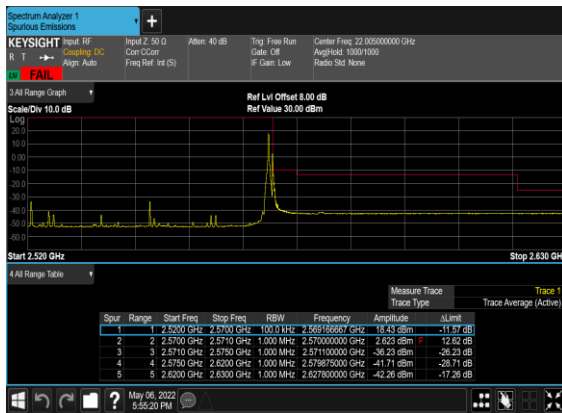 Spectrum Analyzer 1
Spurious Emissions
KEYSIGHT Input: RF Input Z: 50 Ω Atten: 40 dB Trig: Free Run Center Freq: 22.005000000 GHz
R T Coupling: DC Corr CCorr Gate: Off Avg|Hold: 1000/1000
Align: Auto Freq Ref: Int (S) IF Gain: Low Radio Std: None
FAIL
3 All Range Graph
Ref Lvl Offset 8.00 dB
Scale/Div 10.0 dB Ref Value 30.00 dBm
Log
20.0
10.0
0.00
-10.0
-20.0
-30.0
-40.0
-50.0
-60.0
Start 2.520 GHz Stop 2.630 GH
4 All Range Table
Measure Trace Trace 1
Trace Type Trace Average (Active)
Spur Range Start Freq Stop Freq RBW Frequency Amplitude ΔLimit
1 1 2.5200 GHz 2.5700 GHz 100.0 kHz 2.569166667 GHz 18.43 dBm -11.57 dB
2 2 2.5700 GHz 2.5710 GHz 1.000 MHz 2.570000000 GHz 2.623 dBm F 12.62 dB
3 3 2.5710 GHz 2.5750 GHz 1.000 MHz 2.571100000 GHz -36.23 dBm -26.23 dB
4 4 2.5750 GHz 2.6200 GHz 1.000 MHz 2.579875000 GHz -41.71 dBm -28.71 dB
5 5 2.6200 GHz 2.6300 GHz 1.000 MHz 2.627800000 GHz -42.26 dBm -17.26 dB
May 06, 2022
5:55:20 PM